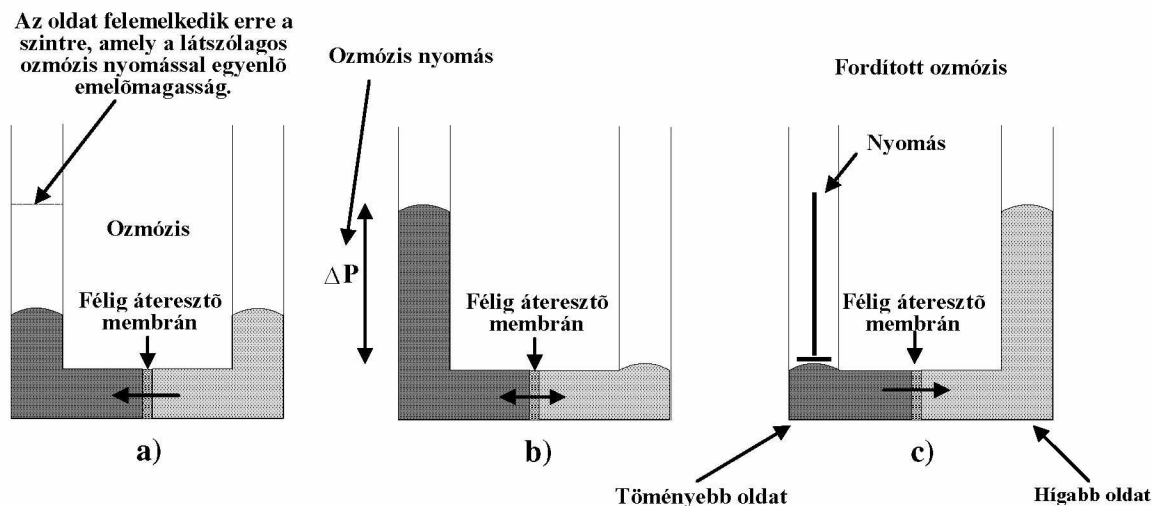 Az oldat felemelkedik erre a
szintre, amely a látszólagos
ozmózis nyomással egyenlõ
emelõmagasság.
Ozmózis
Félig áteresztõ
membrán
a)
Ozmózis nyomás
ΔP
Félig áteresztõ
membrán
b)
Fordított ozmózis
Nyomás
Félig áteresztõ
membrán
c)
Töményebb oldat
Hígabb oldat